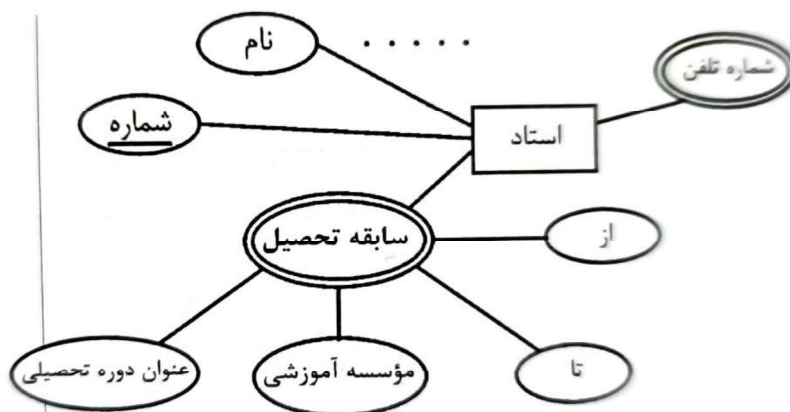 نام
.....
شماره تلفن
شماره
استاد
سابقه تحصیل
از
عنوان دوره تحصیلی
مؤسسه آموزشی
تا